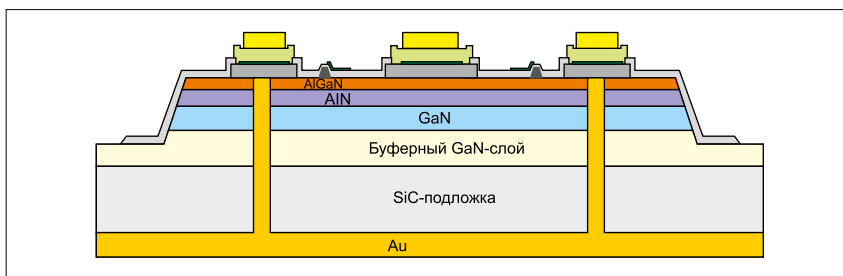 AlGaN
AlN
GaN
Буферный GaN-слой
SiC-подложка
Au